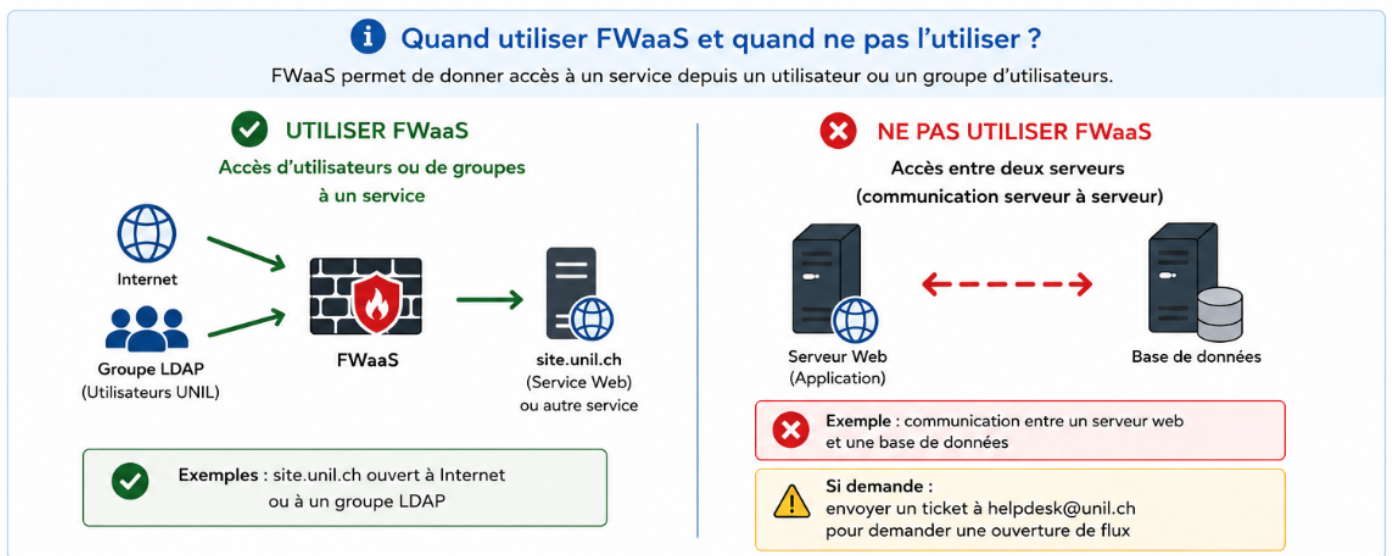 Quand utiliser FWaaS et quand ne pas l'utiliser ?
FWaaS permet de donner accès à un service depuis un utilisateur ou un groupe d'utilisateurs.
UTILISER FWaaS
Accès d'utilisateurs ou de groupes
à un service
Internet
Groupe LDAP
(Utilisateurs UNIL)
FWaaS
site.unil.ch
(Service Web)
ou autre service
Exemples : site.unil.ch ouvert à Internet
ou à un groupe LDAP
NE PAS UTILISER FWaaS
Accès entre deux serveurs
(communication serveur à serveur)
Serveur Web
(Application)
Base de données
Exemple : communication entre un serveur web
et une base de données
Si demande :
envoyer un ticket à helpdesk@unil.ch
pour demander une ouverture de flux